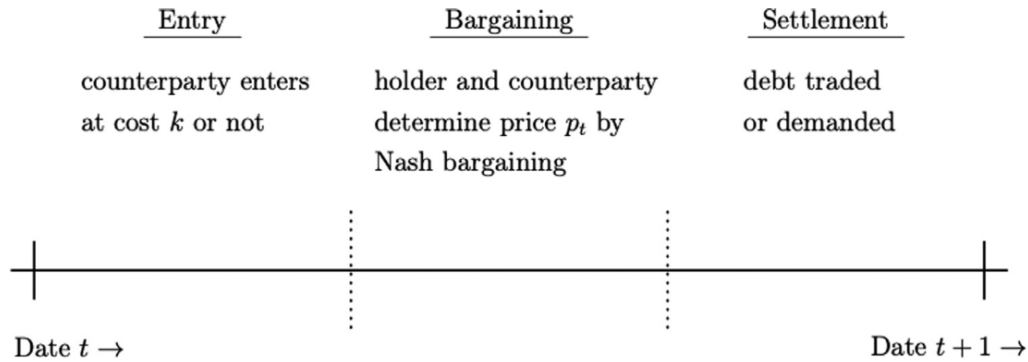 Entry
counterparty enters
at cost k or not
Bargaining
holder and counterparty
determine price pₜ by
Nash bargaining
Settlement
debt traded
or demanded
Date t →
Date t + 1 →